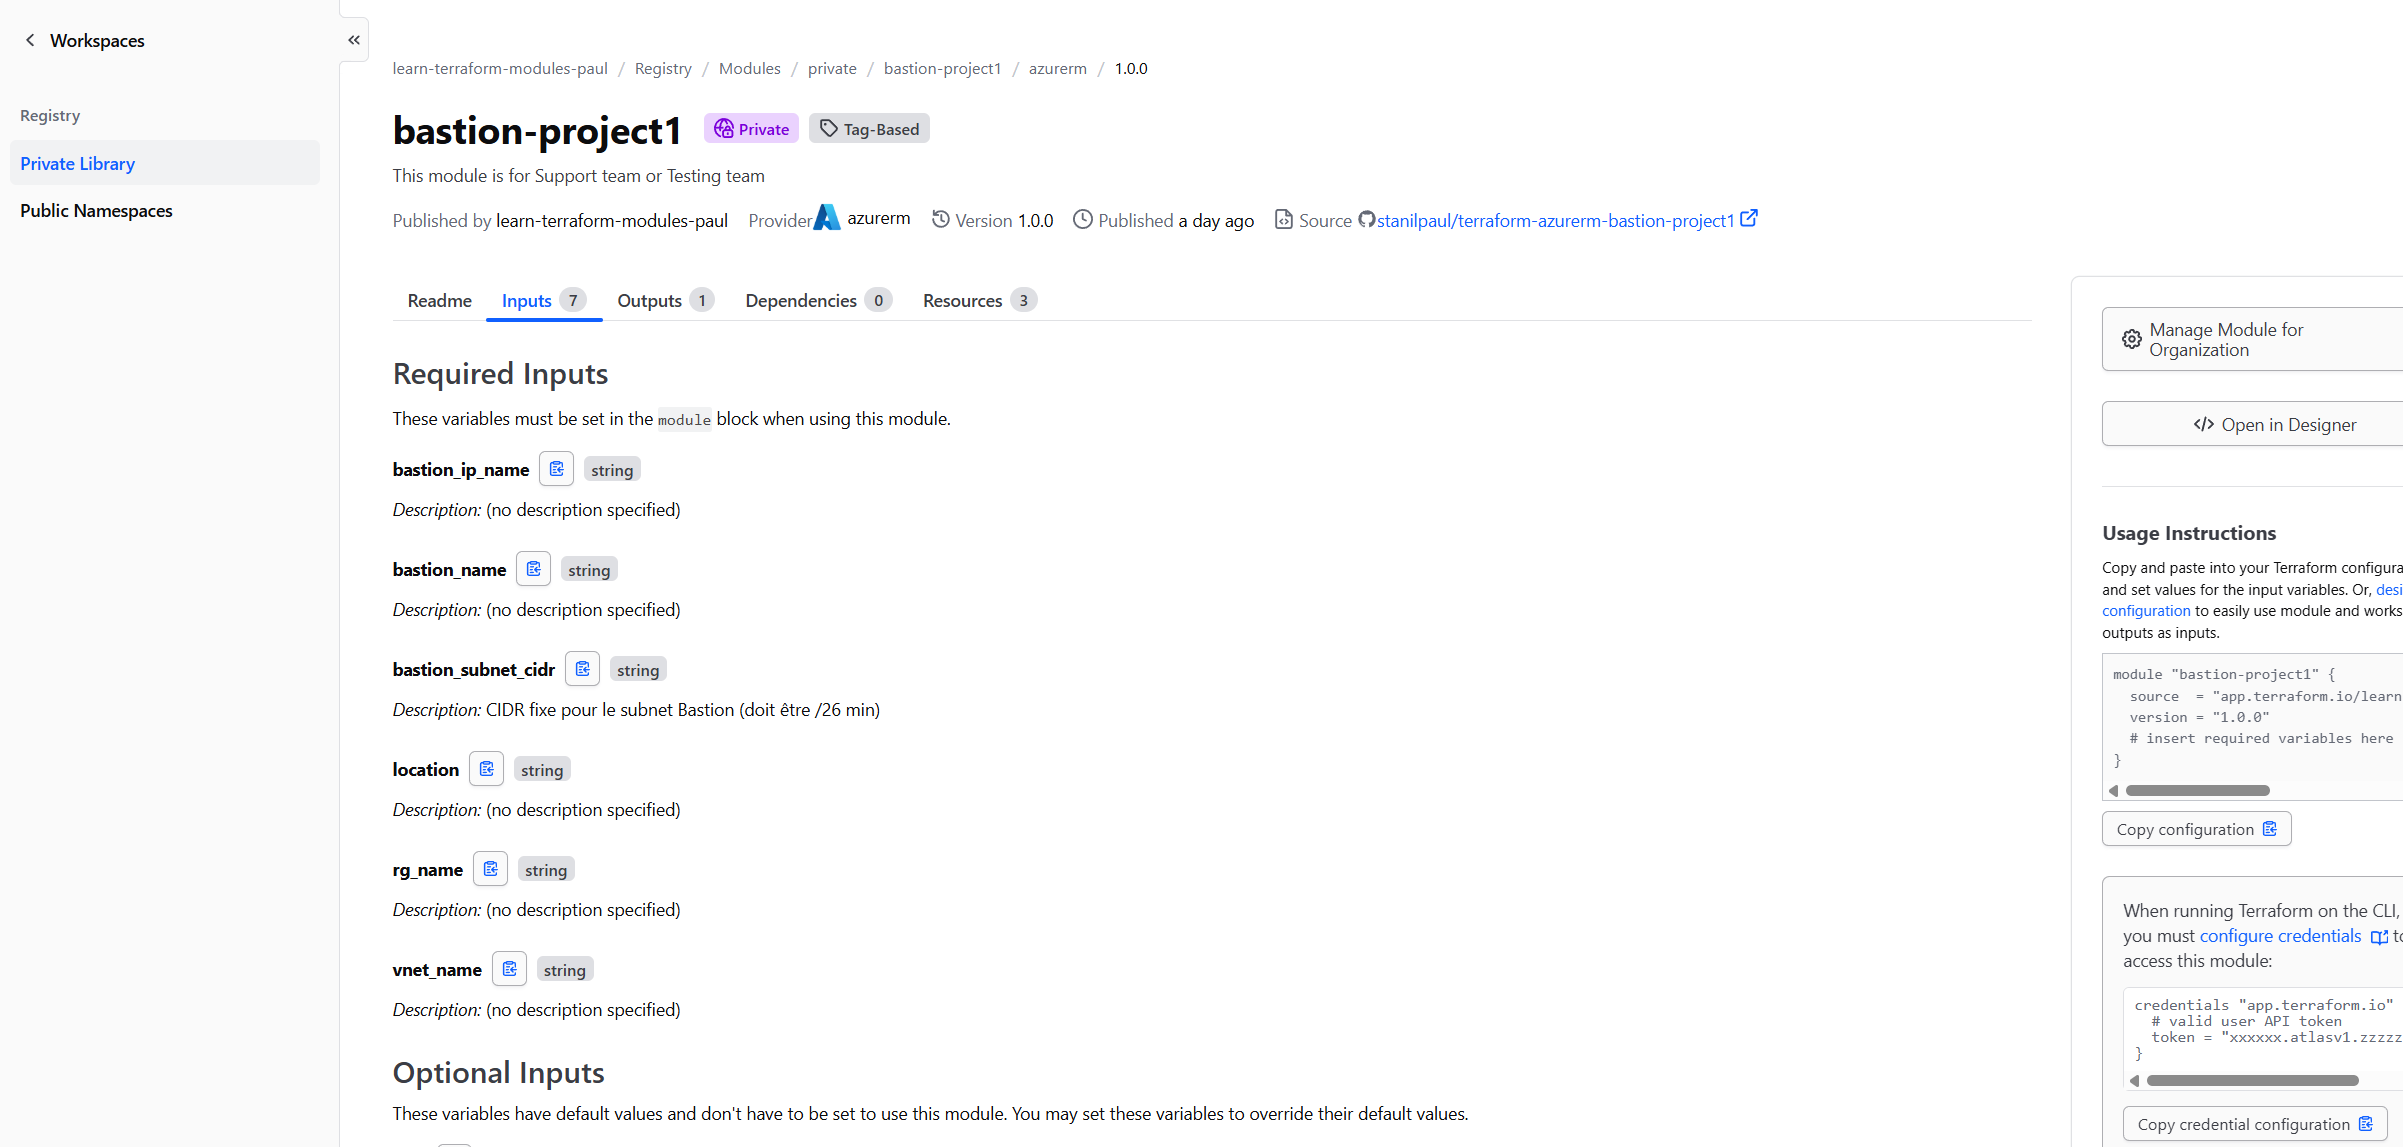 Workspaces
Registry
Private Library
Public Namespaces
learn-terraform-modules-paul / Registry / Modules / private / bastion-project1 / azurerm / 1.0.0
bastion-project1 Private Tag-Based
This module is for Support team or Testing team
Published by learn-terraform-modules-paul Provider azurerm Version 1.0.0 Published a day ago Source stanilpaul/terraform-azurerm-bastion-project1
Readme Inputs 7 Outputs 1 Dependencies 0 Resources 3
Required Inputs
These variables must be set in the module block when using this module.
bastion_ip_name string
Description: (no description specified)
bastion_name string
Description: (no description specified)
bastion_subnet_cidr string
Description: CIDR fixe pour le subnet Bastion (doit être /26 min)
location string
Description: (no description specified)
rg_name string
Description: (no description specified)
vnet_name string
Description: (no description specified)
Optional Inputs
These variables have default values and don't have to be set to use this module. You may set these variables to override their default values.
Manage Module for
Organization
</> Open in Designer
Usage Instructions
Copy and paste into your Terraform configura
and set values for the input variables. Or, desi
configuration to easily use module and works
outputs as inputs.
module "bastion-project1" {
source = "app.terraform.io/learn
version = "1.0.0"
# insert required variables here
}
Copy configuration
When running Terraform on the CLI,
you must configure credentials to
access this module:
credentials "app.terraform.io"
# valid user API token
token = "xxxxxx.atlasv1.zzzzz
}
Copy credential configuration